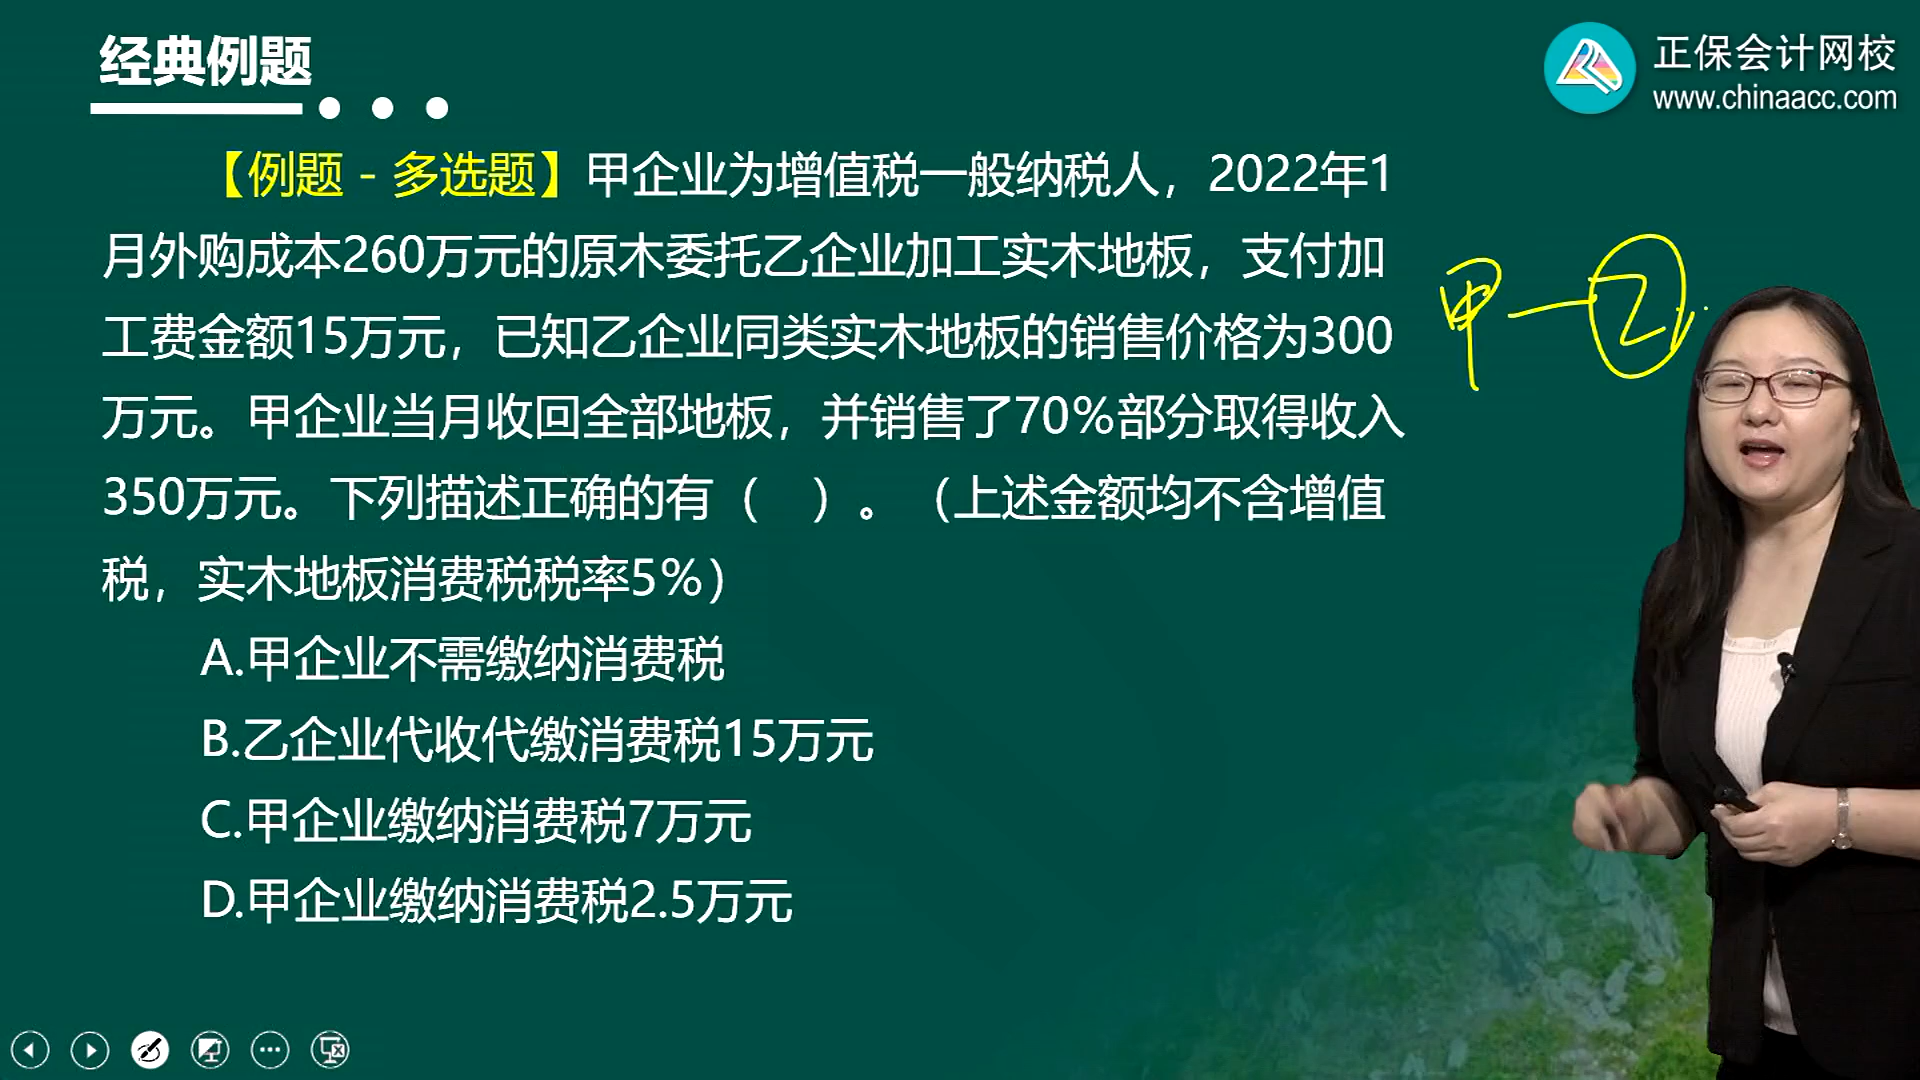 经典例题
正保会计网校
www.chinaacc.com
【例题－多选题】甲企业为增值税一般纳税人，2022年1
月外购成本260万元的原木委托乙企业加工实木地板，支付加
工费金额15万元，已知乙企业同类实木地板的销售价格为300
万元。甲企业当月收回全部地板，并销售了70%部分取得收入
350万元。下列描述正确的有（　）。（上述金额均不含增值
税，实木地板消费税税率5%）
A.甲企业不需缴纳消费税
B.乙企业代收代缴消费税15万元
C.甲企业缴纳消费税7万元
D.甲企业缴纳消费税2.5万元
甲—乙